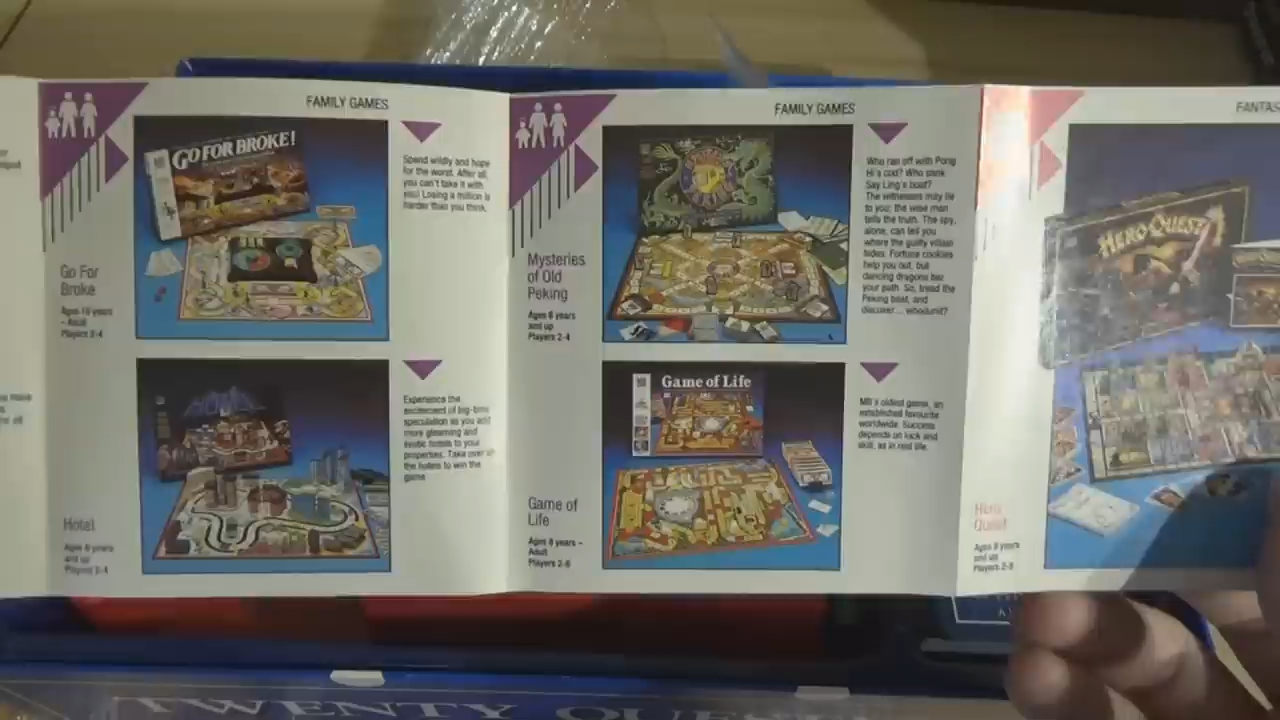 FAMILY GAMES
GO FOR BROKE!
Spend wildly and hope
for the worst. After all,
you can't take it with
you! Losing a million is
harder than you think.
Go For
Broke
Ages 10 years
- Adult
Players 2-4
Experience the
excitement of big-time
speculation as you add
more gleaming and
exotic hotels to your
properties. Take over all
the hotels to win the
game
Hotel
Ages 8 years
and up
Players 2-4
FAMILY GAMES
Who ran off with Pong
Hi's cod? Who sank
Say Ling's boat?
The witnesses may lie
to you; the wise man
tells the truth. The spy,
alone, can tell you
where the guilty villain
hides. Fortune cookies
help you out, but
dancing dragons bar
your path. So, tread the
Peking beat, and
discover... whodunit?
Mysteries
of Old
Peking
Ages 8 years
and up
Players 2-4
Game of Life
MB's oldest game, an
established favourite
worldwide. Success
depends on luck and
skill, as in real life.
Game of
Life
Ages 8 years -
Adult
Players 2-6
FANTAS
HEROQUEST
Hero
Quest
Ages 9 years
and up
TWENTY QUES